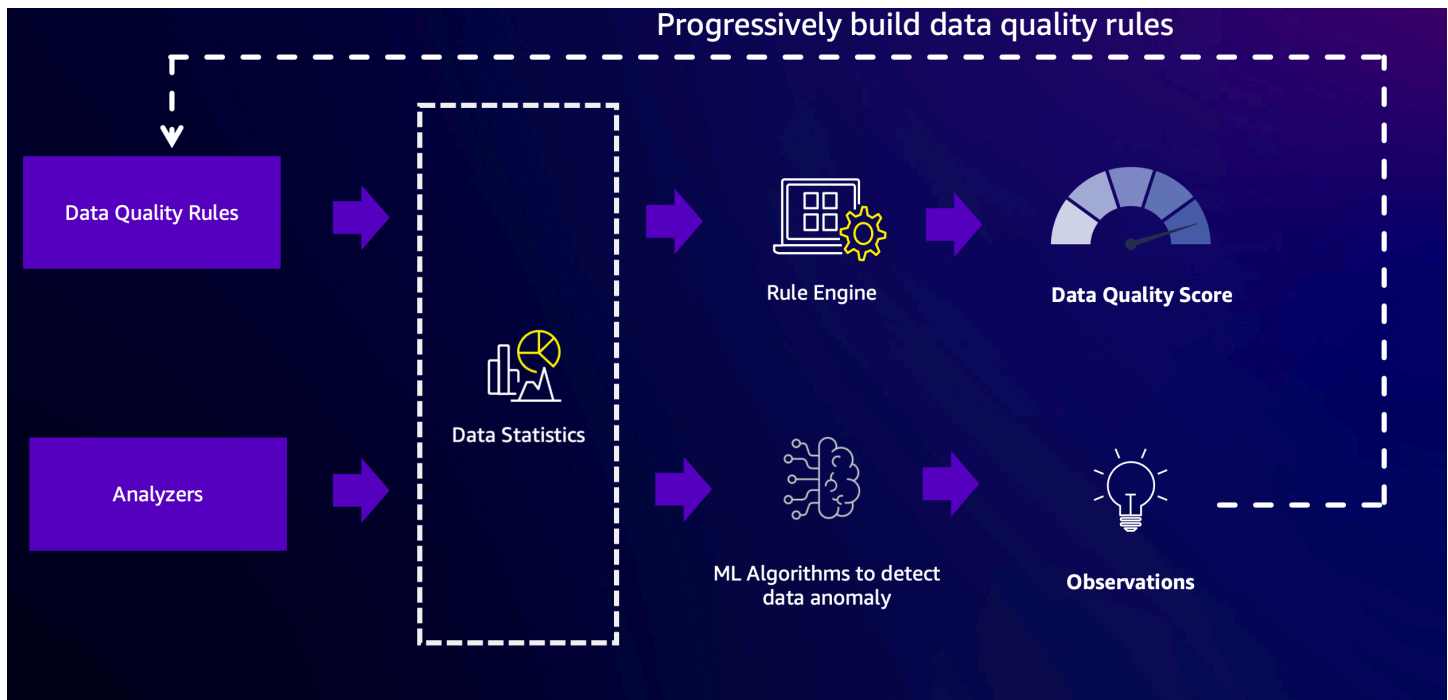 Progressively build data quality rules
Data Quality Rules
Rule Engine
Data Quality Score
Data Statistics
Analyzers
ML Algorithms to detect
data anomaly
Observations